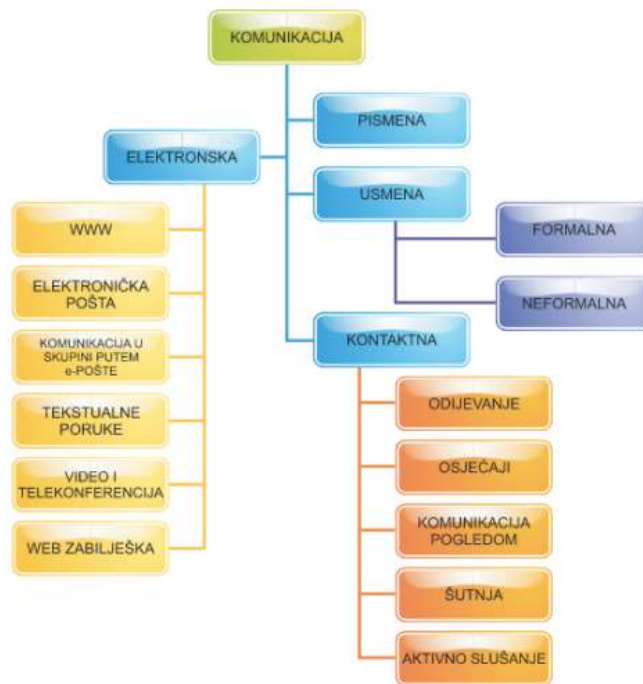 KOMUNIKACIJA
PISMENA
ELEKTRONSKA
USMENA
WWW
FORMALNA
ELEKTRONIČKA
POŠTA
NEFORMALNA
KOMUNIKACIJA U
SKUPINI PUTEM
e-POŠTE
KONTAKTNA
TEKSTUALNE
PORUKE
ODIJEVANJE
VIDEO I
TELEKONFERENCIJA
OSJEĆAJI
WEB ZABILJEŠKA
KOMUNIKACIJA
POGLEDOM
ŠUTNJA
AKTIVNO SLUŠANJE